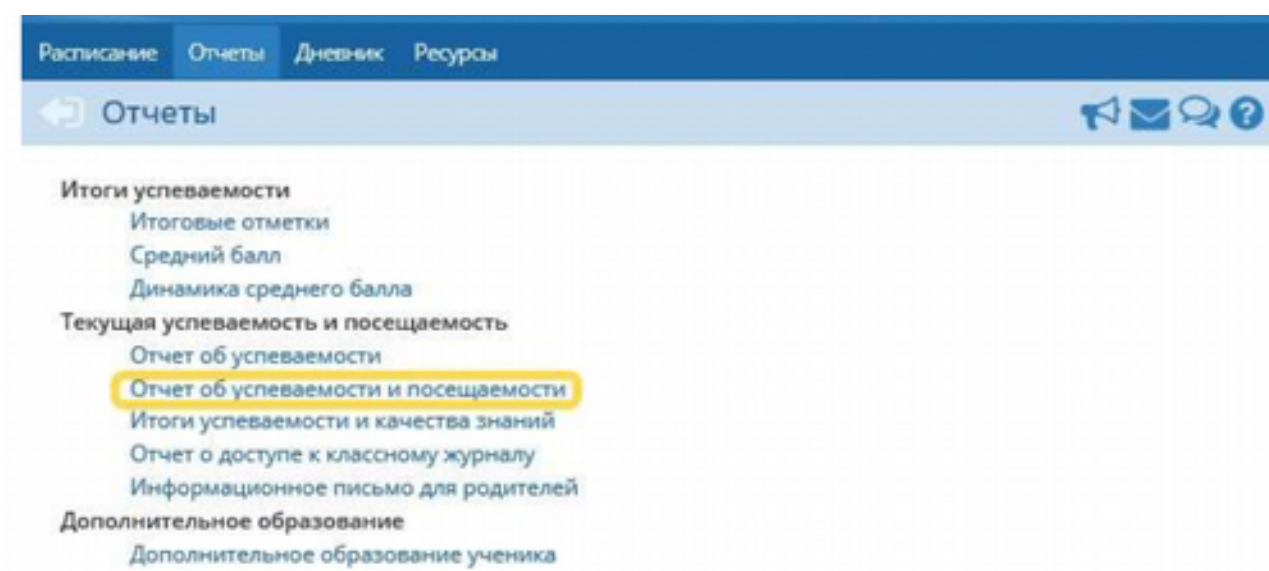 Расписание Отчеты Дневник Ресурсы
Отчеты
Итоги успеваемости
Итоговые отметки
Средний балл
Динамика среднего балла
Текущая успеваемость и посещаемость
Отчет об успеваемости
Отчет об успеваемости и посещаемости
Итоги успеваемости и качества знаний
Отчет о доступе к классному журналу
Информационное письмо для родителей
Дополнительное образование
Дополнительное образование ученика